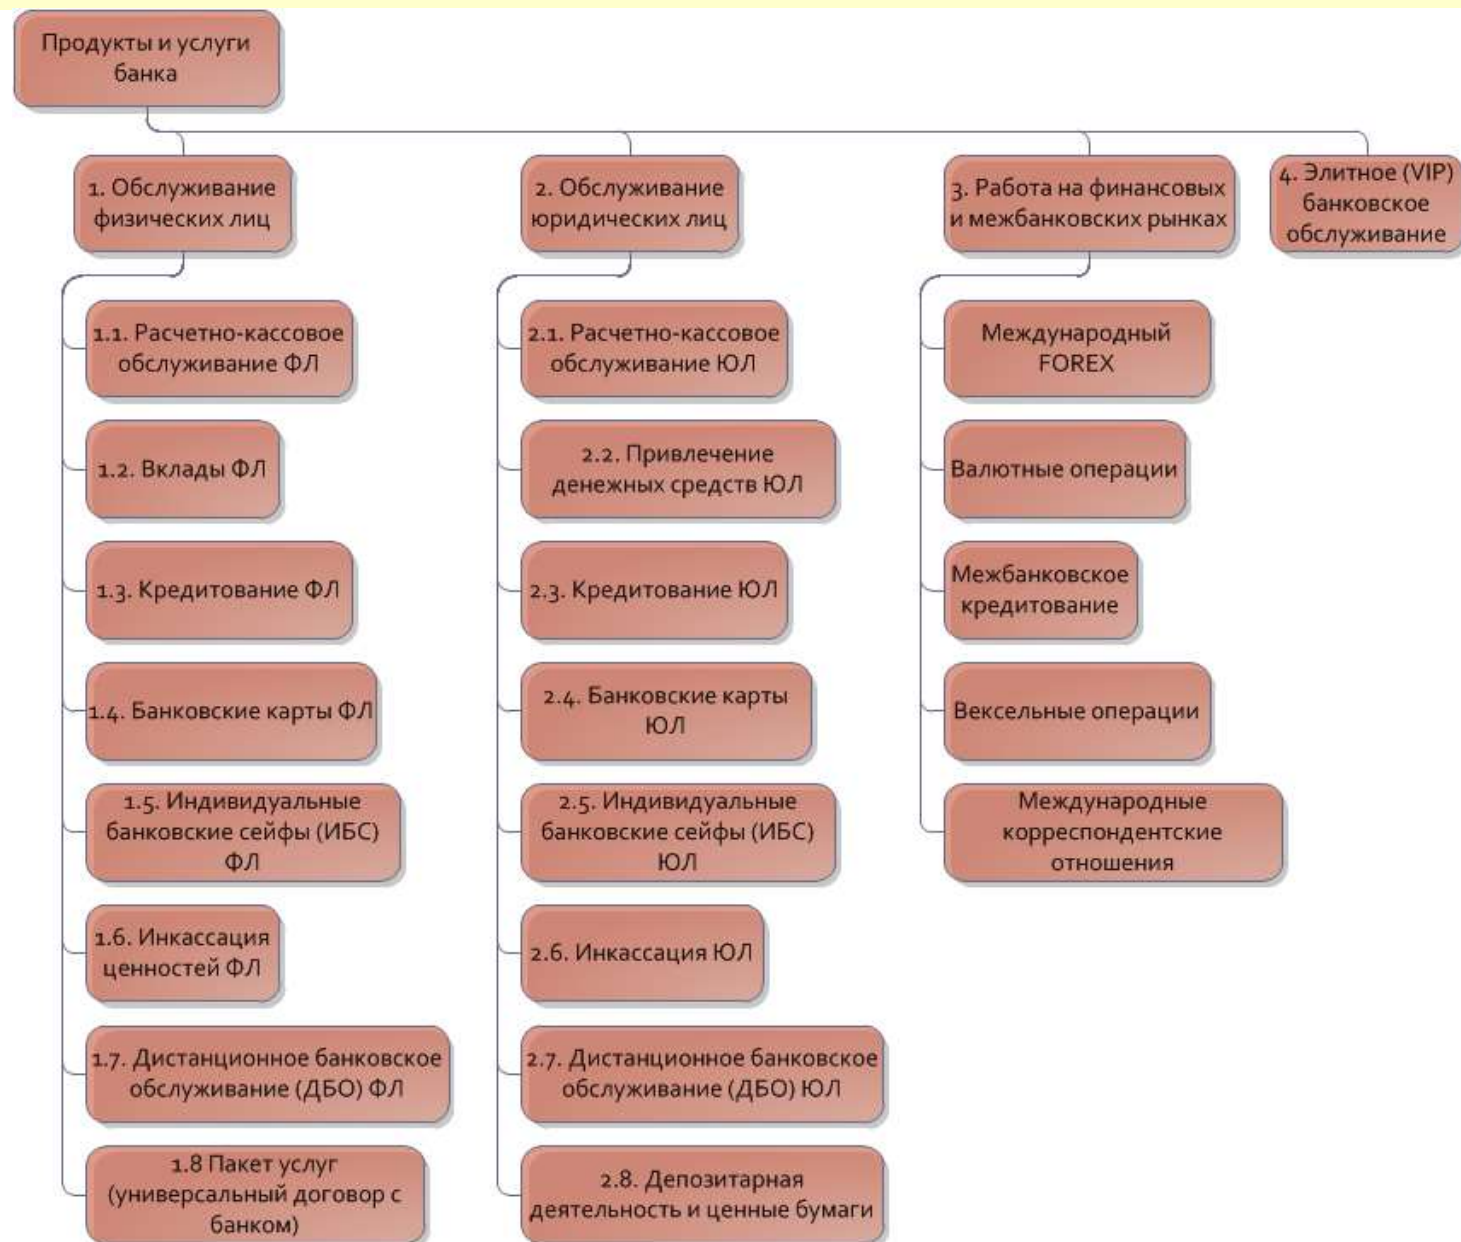 Продукты и услуги
банка
1. Обслуживание
физических лиц
2. Обслуживание
юридических лиц
3. Работа на финансовых
и межбанковских рынках
4. Элитное (VIP)
банковское
обслуживание
1.1. Расчетно-кассовое
обслуживание ФЛ
1.2. Вклады ФЛ
1.3. Кредитование ФЛ
1.4. Банковские карты ФЛ
1.5. Индивидуальные
банковские сейфы (ИБС)
ФЛ
1.6. Инкассация
ценностей ФЛ
1.7. Дистанционное банковское
обслуживание (ДБО) ФЛ
1.8 Пакет услуг
(универсальный договор с
банком)
2.1. Расчетно-кассовое
обслуживание ЮЛ
2.2. Привлечение
денежных средств ЮЛ
2.3. Кредитование ЮЛ
2.4. Банковские карты
ЮЛ
2.5. Индивидуальные
банковские сейфы (ИБС)
ЮЛ
2.6. Инкассация ЮЛ
2.7. Дистанционное банковское
обслуживание (ДБО) ЮЛ
2.8. Депозитарная
деятельность и ценные бумаги
Международный
FOREX
Валютные операции
Межбанковское
кредитование
Вексельные операции
Международные
корреспондентские
отношения